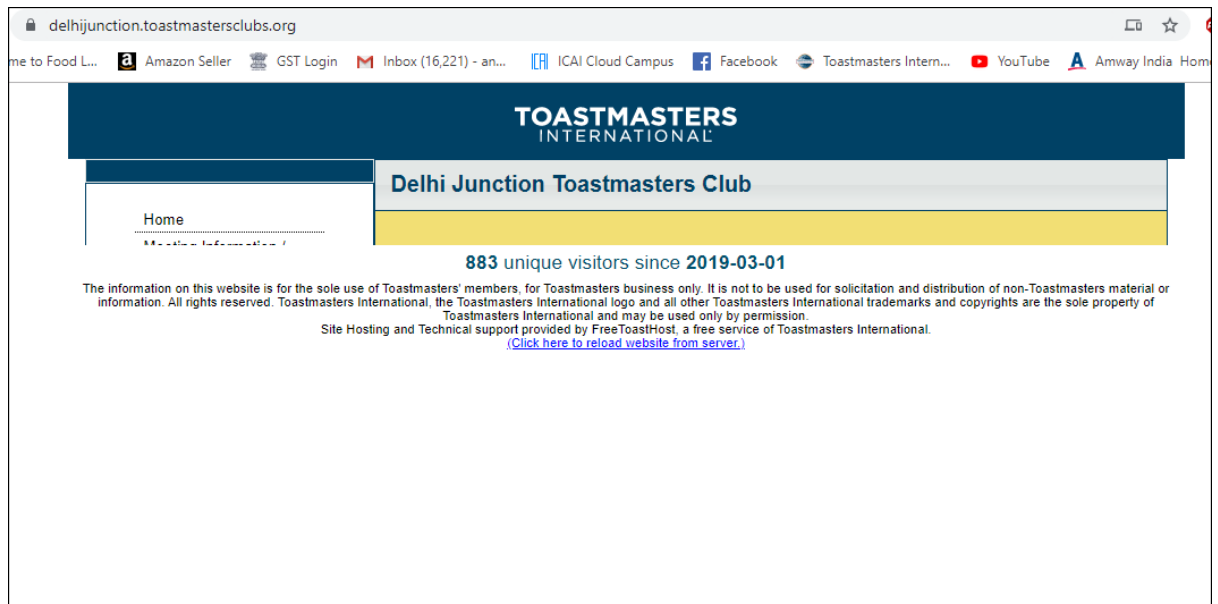 delhijunction.toastmastersclubs.org
me to Food L... Amazon Seller GST Login Inbox (16,221) - an... ICAI Cloud Campus Facebook Toastmasters Intern... YouTube Amway India Hom
TOASTMASTERS
INTERNATIONAL
Delhi Junction Toastmasters Club
Home
Meeting Information /
883 unique visitors since 2019-03-01
The information on this website is for the sole use of Toastmasters' members, for Toastmasters business only. It is not to be used for solicitation and distribution of non-Toastmasters material or
information. All rights reserved. Toastmasters International, the Toastmasters International logo and all other Toastmasters International trademarks and copyrights are the sole property of
Toastmasters International and may be used only by permission.
Site Hosting and Technical support provided by FreeToastHost, a free service of Toastmasters International.
(Click here to reload website from server.)